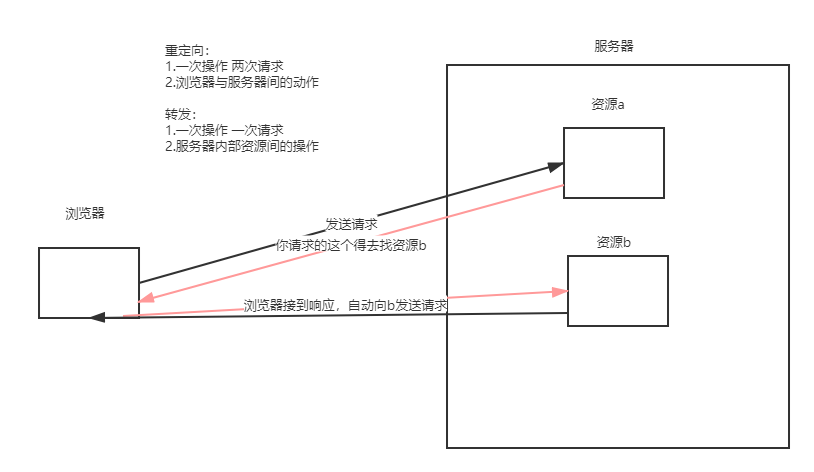 重定向：
1.一次操作 两次请求
2.浏览器与服务器间的动作
转发：
1.一次操作 一次请求
2.服务器内部资源间的操作
服务器
资源a
浏览器
发送请求
你请求的这个得去找资源b
资源b
浏览器接到响应，自动向b发送请求